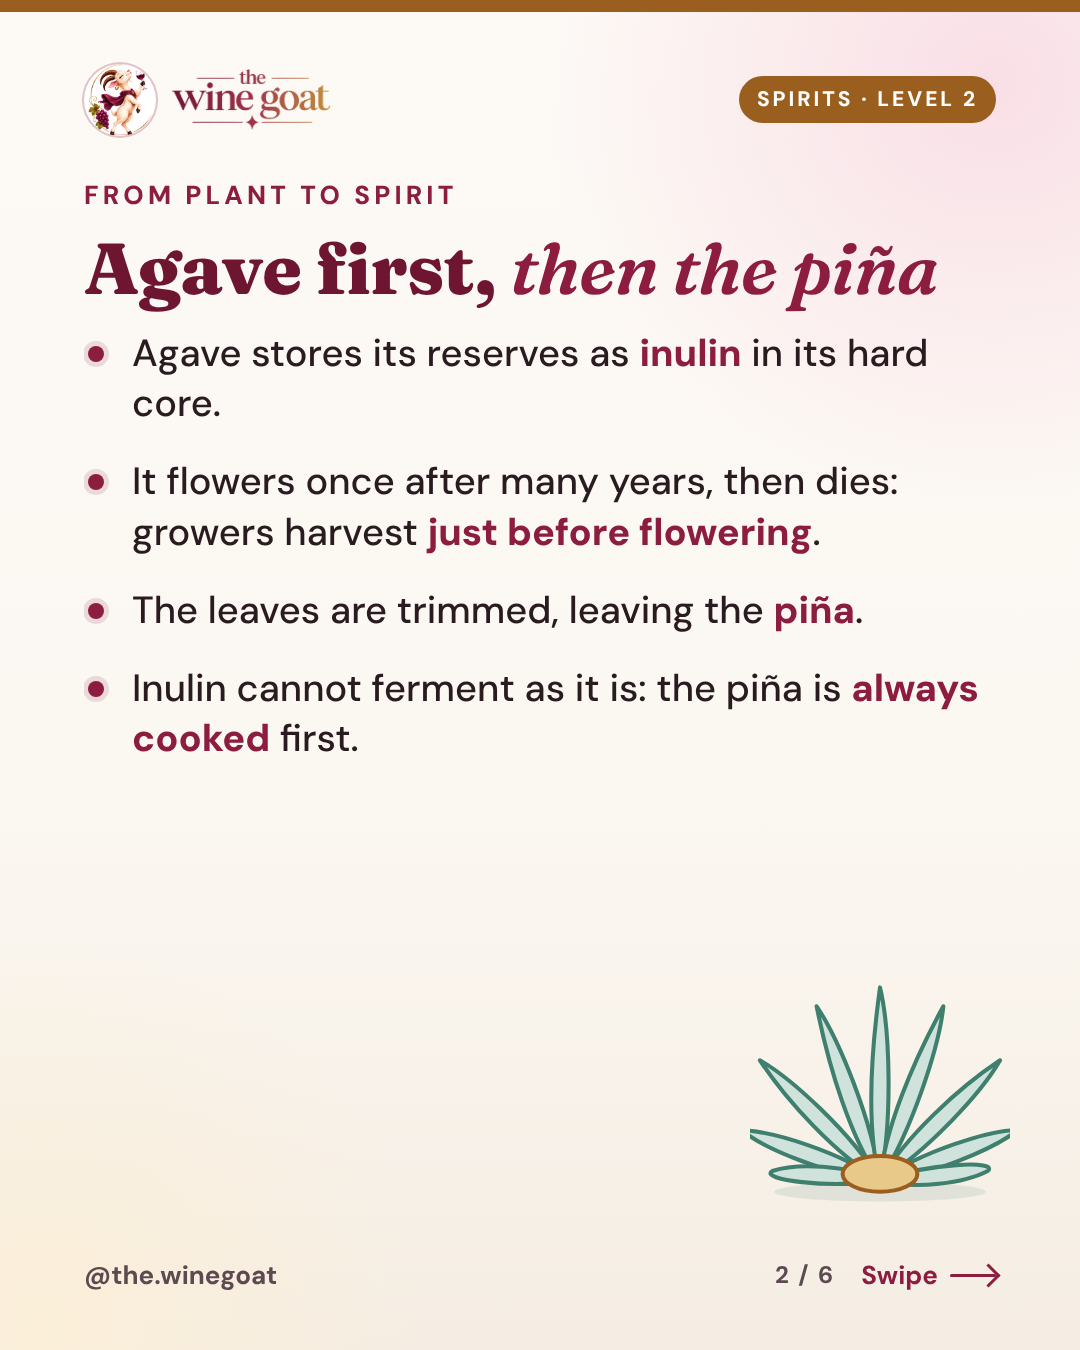 the
wine goat
SPIRITS · LEVEL 2
FROM PLANT TO SPIRIT
Agave first, then the piña
Agave stores its reserves as inulin in its hard
core.
It flowers once after many years, then dies:
growers harvest just before flowering.
The leaves are trimmed, leaving the piña.
Inulin cannot ferment as it is: the piña is always
cooked first.
@the.winegoat
2 / 6 Swipe